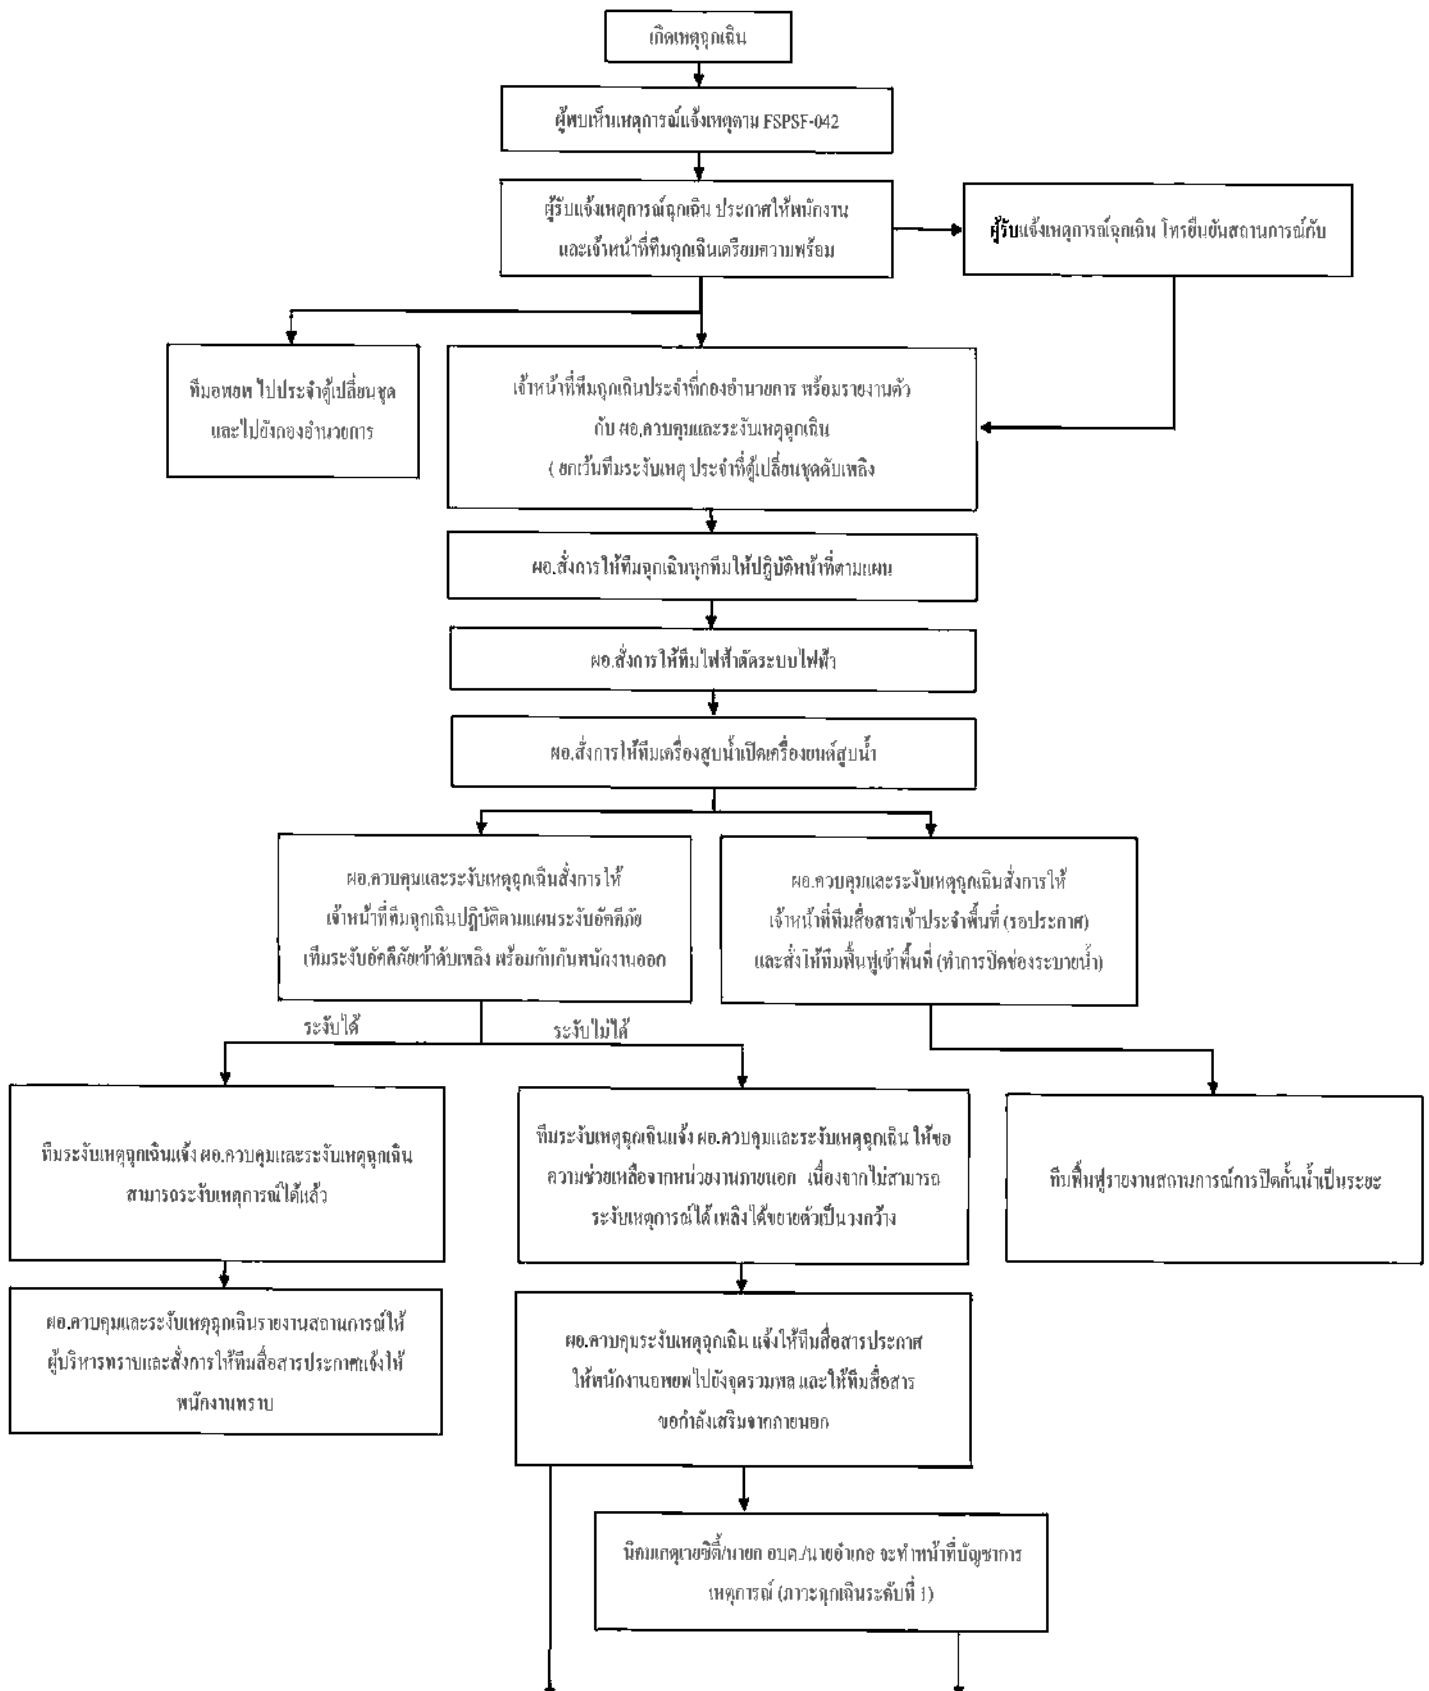 เกิดเหตุฉุกเฉิน
ผู้พบเห็นเหตุการณ์แจ้งเหตุตาม FSPSF-042
ผู้รับแจ้งเหตุการณ์ฉุกเฉิน ประกาศให้พนักงาน
และเจ้าหน้าที่ทีมฉุกเฉินเตรียมความพร้อม
ผู้รับแจ้งเหตุการณ์ฉุกเฉิน โทรยืนยันสถานการณ์กับ
ทีมอพยพ ไปประจำตู้เปลี่ยนชุด
และไปยังกองอำนวยการ
เจ้าหน้าที่ทีมฉุกเฉินประจำที่กองอำนวยการ พร้อมรายงานตัว
กับ ผอ.ควบคุมและระงับเหตุฉุกเฉิน
( ยกเว้นทีมระงับเหตุ ประจำที่ตู้เปลี่ยนชุดดับเพลิง
ผอ.สั่งการให้ทีมฉุกเฉินทุกทีมให้ปฏิบัติหน้าที่ตามแผน
ผอ.สั่งการให้ทีมไฟฟ้าตัดระบบไฟฟ้า
ผอ.สั่งการให้ทีมเครื่องสูบน้ำเปิดเครื่องยนต์สูบน้ำ
ผอ.ควบคุมและระงับเหตุฉุกเฉินสั่งการให้
เจ้าหน้าที่ทีมฉุกเฉินปฏิบัติตามแผนระงับอัคคีภัย
(ทีมระงับอัคคีภัยเข้าดับเพลิง พร้อมกับกันพนักงานออก
ผอ.ควบคุมและระงับเหตุฉุกเฉินสั่งการให้
เจ้าหน้าที่ทีมสื่อสารเข้าประจำพื้นที่ (รอประกาศ)
และสั่งให้ทีมฟื้นฟูเข้าพื้นที่ (ทำการปิดช่องระบายน้ำ)
ระงับได้
ระงับไม่ได้
ทีมระงับเหตุฉุกเฉินแจ้ง ผอ.ควบคุมและระงับเหตุฉุกเฉิน
สามารถระงับเหตุการณ์ได้แล้ว
ทีมระงับเหตุฉุกเฉินแจ้ง ผอ.ควบคุมและระงับเหตุฉุกเฉิน ให้ขอ
ความช่วยเหลือจากหน่วยงานภายนอก เนื่องจากไม่สามารถ
ระงับเหตุการณ์ได้ เพลิงได้ขยายตัวเป็นวงกว้าง
ทีมฟื้นฟูรายงานสถานการณ์การปิดกั้นน้ำเป็นระยะ
ผอ.ควบคุมและระงับเหตุฉุกเฉินรายงานสถานการณ์ให้
ผู้บริหารทราบและสั่งการให้ทีมสื่อสารประกาศแจ้งให้
พนักงานทราบ
ผอ.ควบคุมระงับเหตุฉุกเฉิน แจ้งให้ทีมสื่อสารประกาศ
ให้พนักงานอพยพไปยังจุดรวมพล และให้ทีมสื่อสาร
ขอกำลังเสริมจากภายนอก
นิคมเกตุเวย์ซิตี้/นายก อบต./นายอำเภอ จะทำหน้าที่บัญชาการ
เหตุการณ์ (ภาวะฉุกเฉินระดับที่ 1)